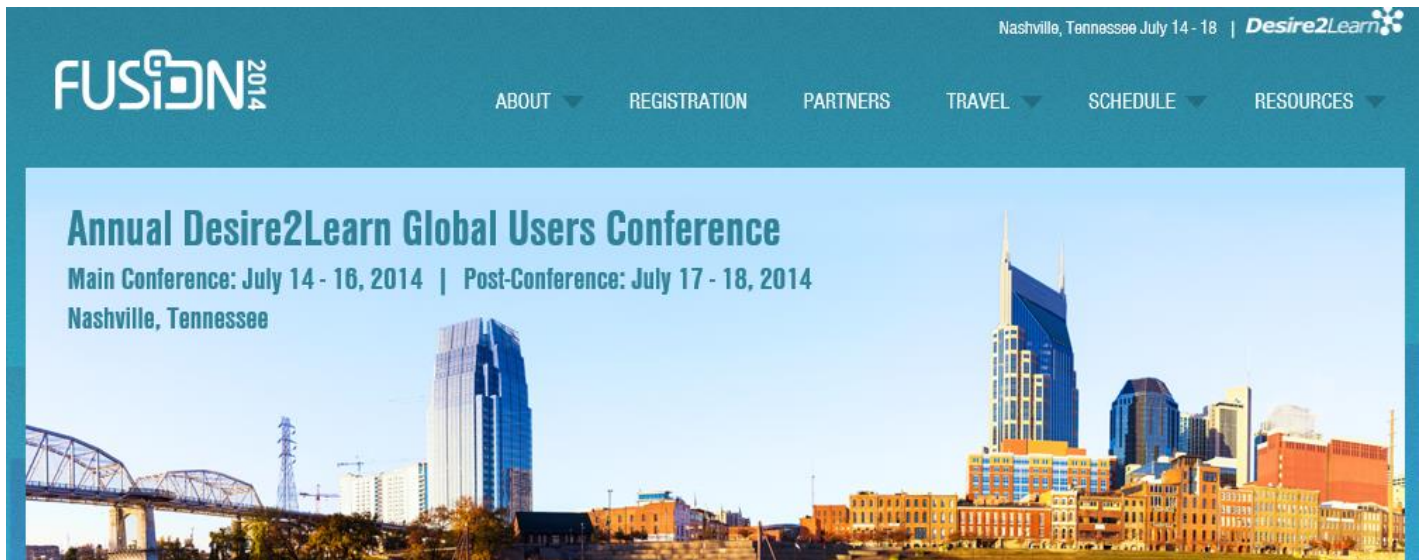 Nashville, Tennessee July 14 - 18 | Desire2Learn
FUSION 2014
ABOUT REGISTRATION PARTNERS TRAVEL SCHEDULE RESOURCES
Annual Desire2Learn Global Users Conference
Main Conference: July 14 - 16, 2014 | Post-Conference: July 17 - 18, 2014
Nashville, Tennessee